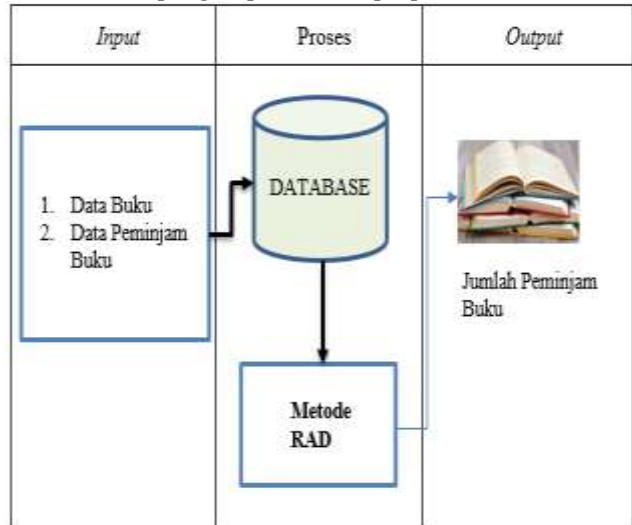 Input
Proses
Output
1. Data Buku
2. Data Peminjam
Buku
DATABASE
Metode
RAD
Jumlah Peminjam
Buku